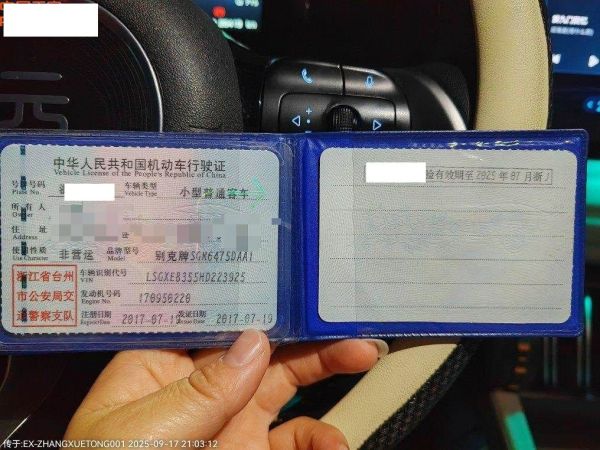 中华人民共和国机动车行驶证
Vehicle License of the People's Republic of China
号牌号码
Plate No.
车辆类型
Vehicle Type
小型普通客车
所有人
Owner
住址
Address
使用性质
Use Character
非营运
品牌型号
Model
别克牌SGM6475DAA1
浙江省台州
市公安局交
通警察支队
车辆识别代号
VIN
LSGXE8355HD223925
发动机号码
Engine No.
170950220
注册日期
Register Date
2017-07-
发证日期
Issue Date
2017-07-19
验有效期至2025年07月浙J
传于:EX-ZHANGXUETONG001 2025-09-17 21:03:12